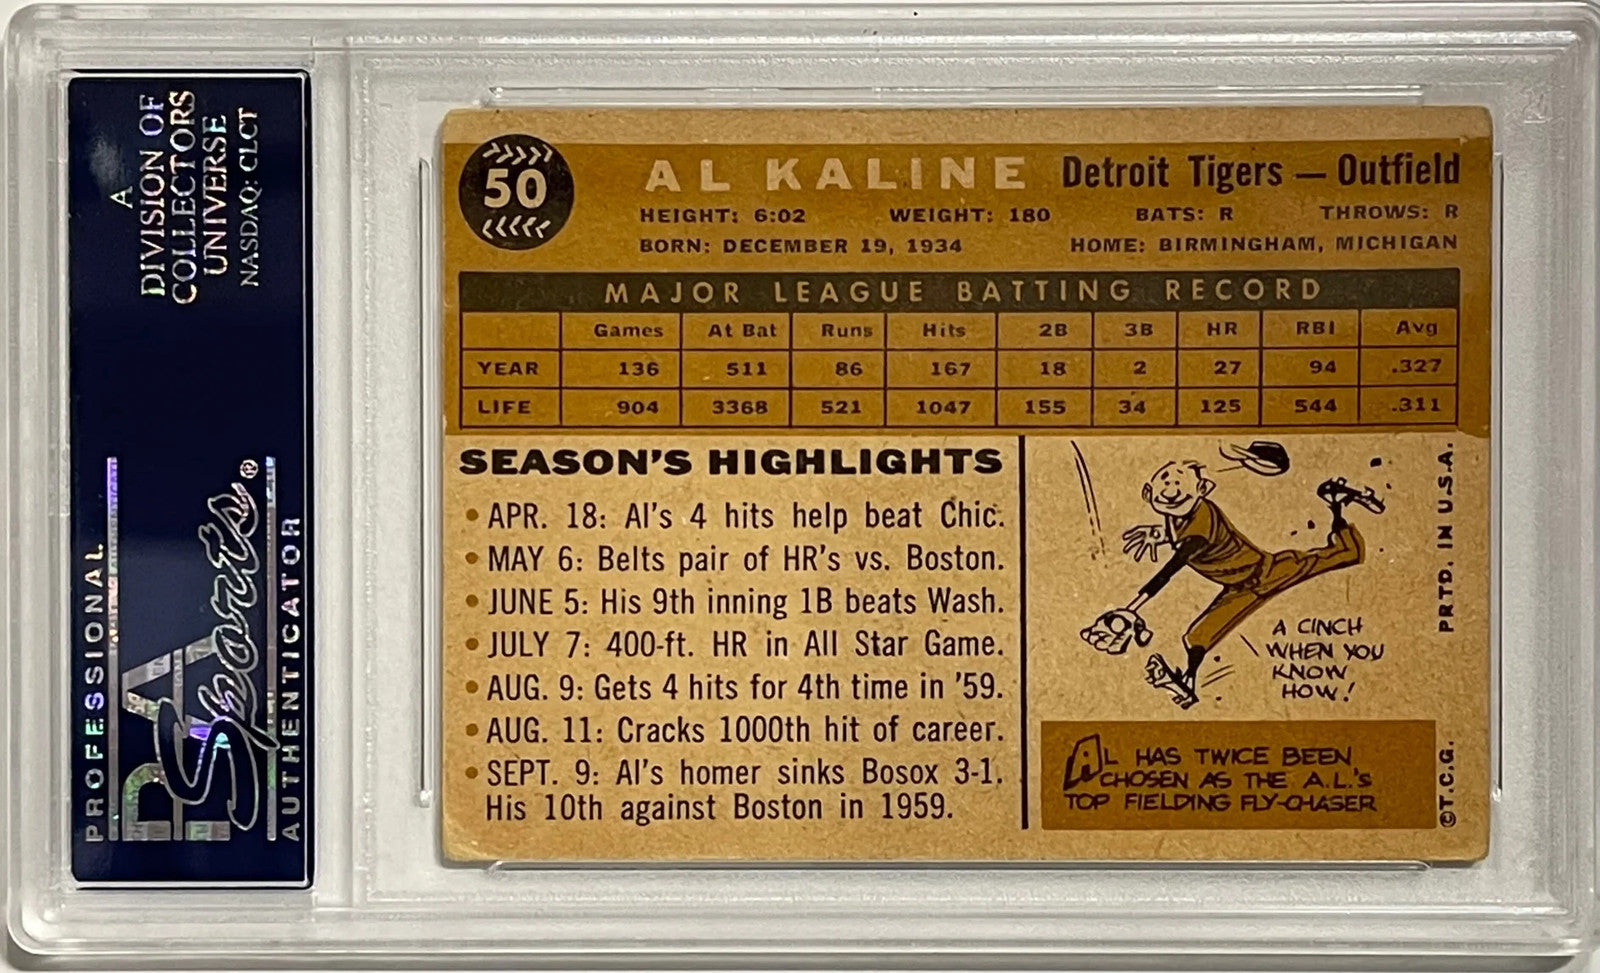 A
DIVISION OF
COLLECTORS
UNIVERSE
NASDAQ: CLCT
PROFESSIONAL
PSA
Sports®
AUTHENTICATOR
50
AL KALINE Detroit Tigers — Outfield
HEIGHT: 6:02 WEIGHT: 180 BATS: R THROWS: R
BORN: DECEMBER 19, 1934 HOME: BIRMINGHAM, MICHIGAN
MAJOR LEAGUE BATTING RECORD
Games At Bat Runs Hits 2B 3B HR RBI Avg
YEAR 136 511 86 167 18 2 27 94 .327
LIFE 904 3368 521 1047 155 34 125 544 .311
SEASON'S HIGHLIGHTS
• APR. 18: Al's 4 hits help beat Chic.
• MAY 6: Belts pair of HR's vs. Boston.
• JUNE 5: His 9th inning 1B beats Wash.
• JULY 7: 400-ft. HR in All Star Game.
• AUG. 9: Gets 4 hits for 4th time in '59.
• AUG. 11: Cracks 1000th hit of career.
• SEPT. 9: Al's homer sinks Bosox 3-1.
His 10th against Boston in 1959.
A CINCH
WHEN YOU
KNOW
HOW!
AL HAS TWICE BEEN
CHOSEN AS THE A.L.'S
TOP FIELDING FLY-CHASER
©T.C.G. PRTD. IN U.S.A.